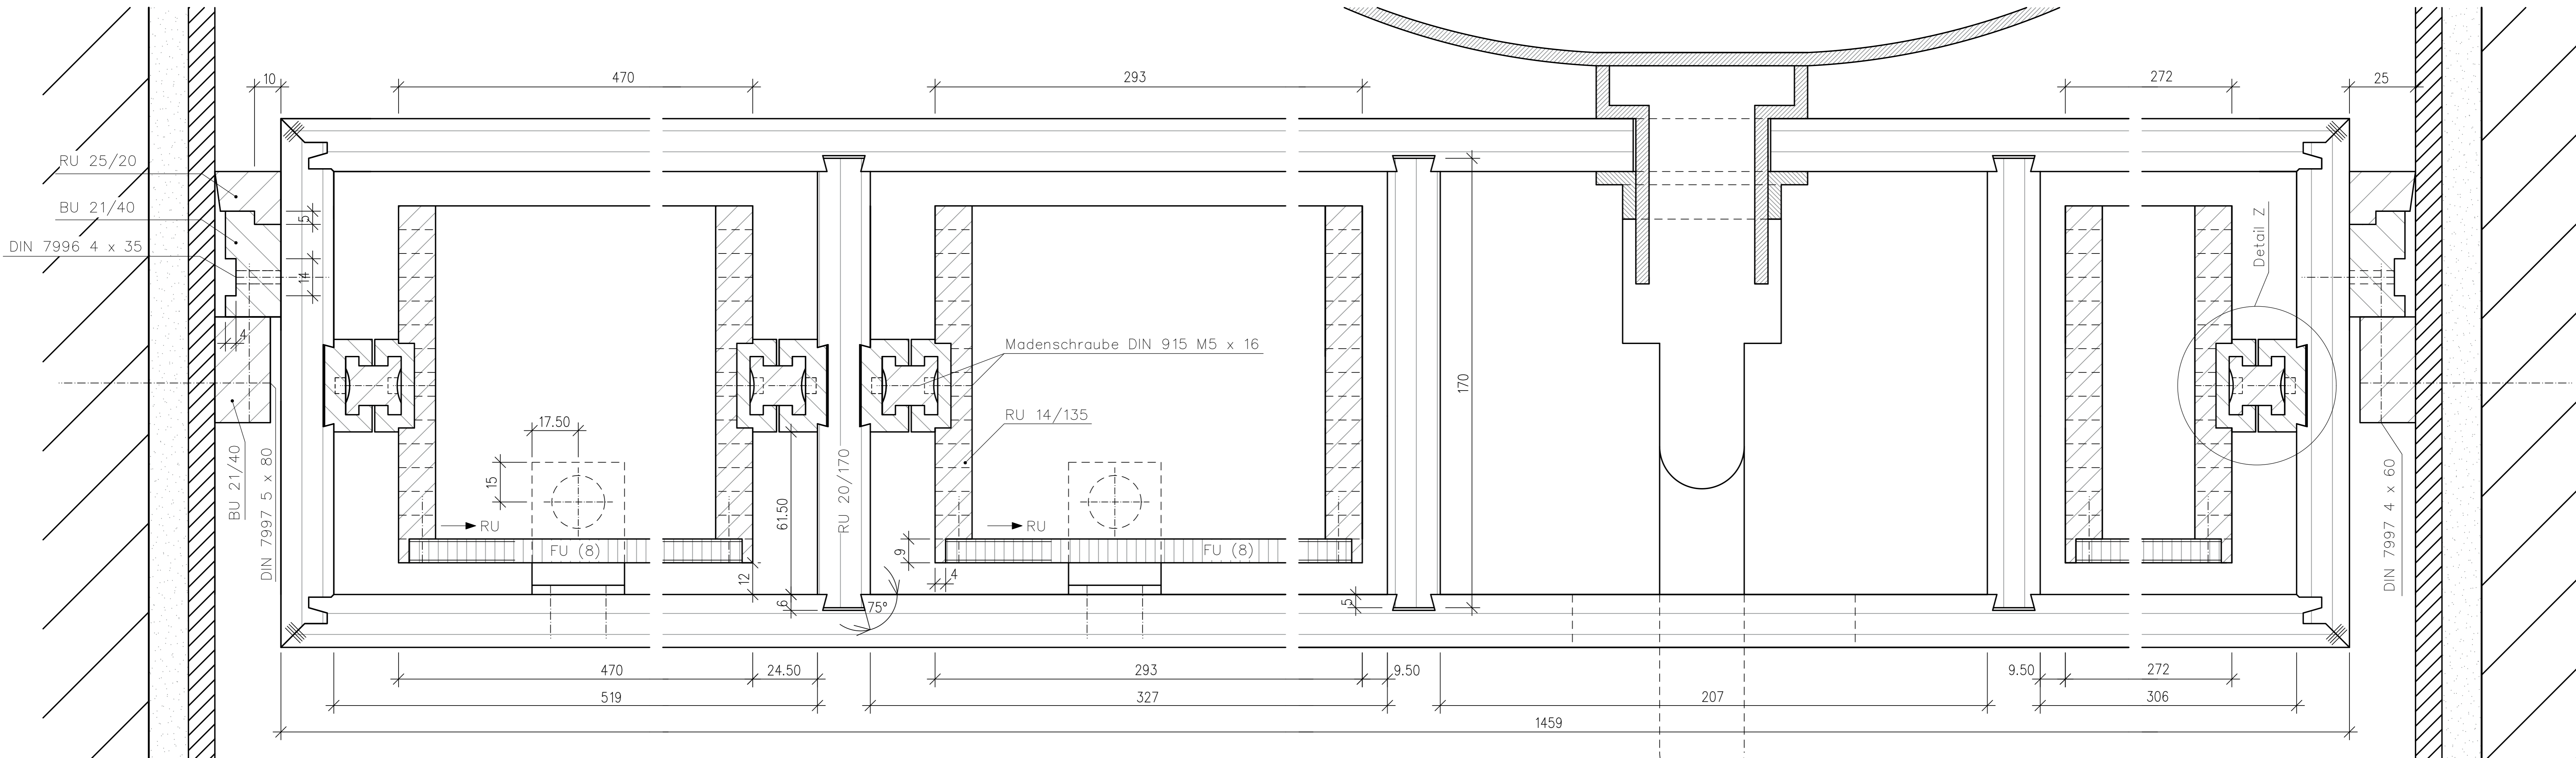 10
470
293
272
25
RU 25/20
BU 21/40
DIN 7996 4 x 35
5
14
4
BU 21/40
DIN 7997 5 x 80
17.50
15
RU
FU (8)
61.50
12
6
RU 20/170
75°
Madenschraube DIN 915 M5 x 16
RU 14/135
RU
FU (8)
9
4
5
170
Detail Z
DIN 7997 4 x 60
470
24.50
293
9.50
9.50
272
519
327
207
306
1459